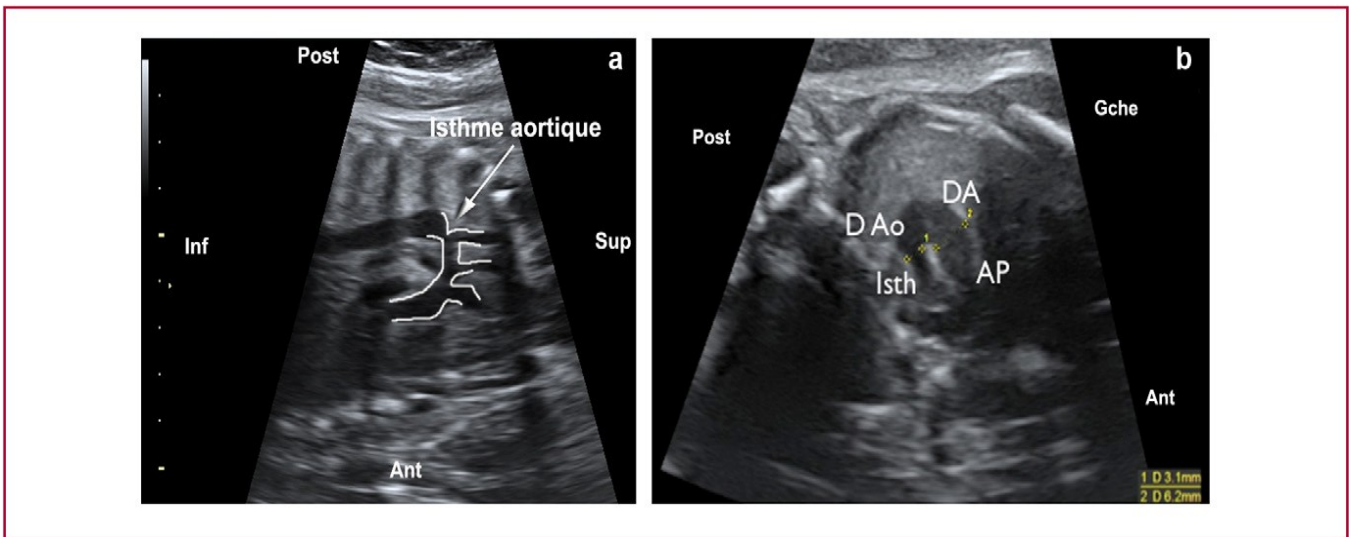 Post
a
Isthme aortique
Inf
Sup
Ant
b
Gche
Post
DA
D Ao
Isth
AP
Ant
1 D 3.1mm
2 D 6.2mm